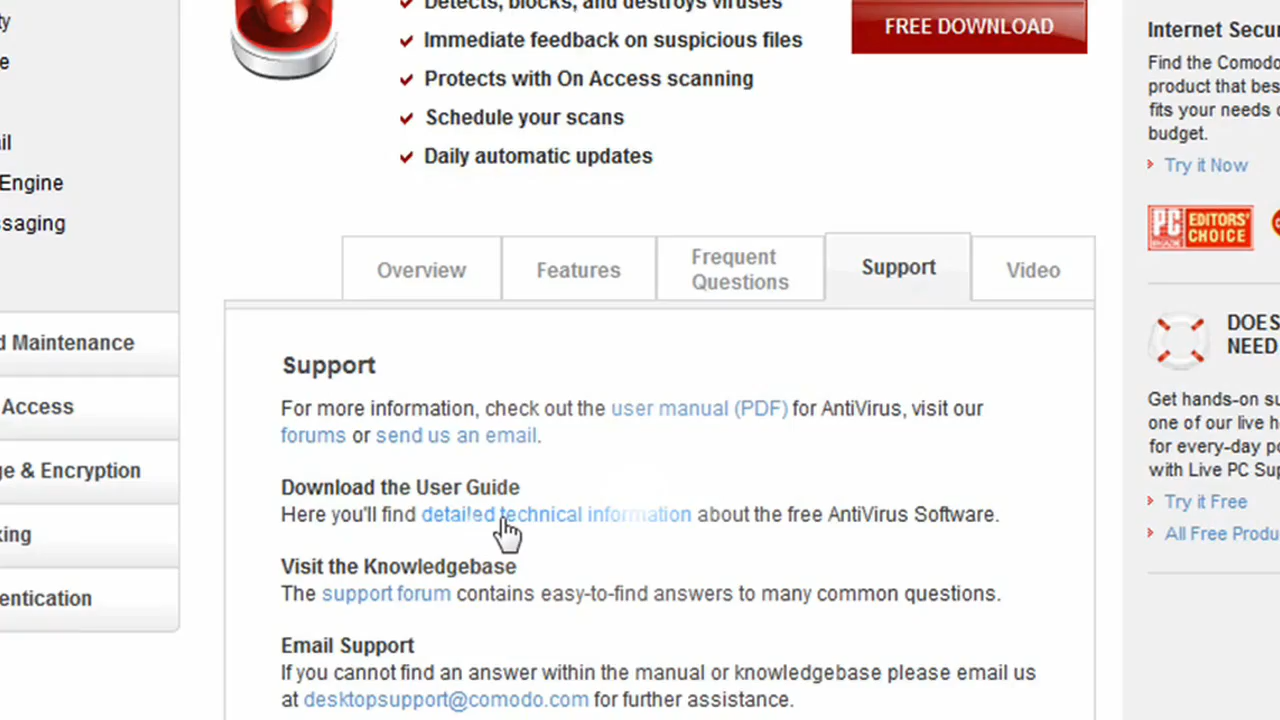 Detects, blocks, and destroys viruses
Immediate feedback on suspicious files
Protects with On Access scanning
Schedule your scans
Daily automatic updates
FREE DOWNLOAD
Engine
d Maintenance
Access
& Encryption
Overview
Features
Frequent
Questions
Support
Video
Support
For more information, check out the user manual (PDF) for AntiVirus, visit our
forums or send us an email.
Download the User Guide
Here you'll find detailed technical information about the free AntiVirus Software.
Visit the Knowledgebase
The support forum contains easy-to-find answers to many common questions.
Email Support
If you cannot find an answer within the manual or knowledgebase please email us
at desktopsupport@comodo.com for further assistance.
Internet Secu
Find the Comodo
product that bes
fits your needs
budget.
Try it Now
PC
EDITORS'
CHOICE
DOES
NEED
Get hands-on su
one of our live h
for every-day po
with Live PC Sup
Try it Free
All Free Produ